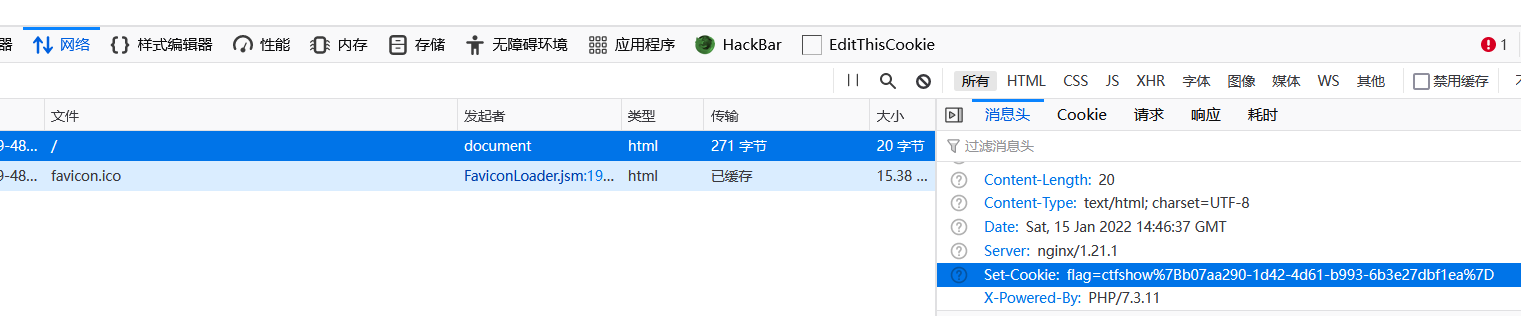 器 网络 {} 样式编辑器 性能 内存 存储 无障碍环境 应用程序 HackBar EditThisCookie 1
所有 HTML CSS JS XHR 字体 图像 媒体 WS 其他 禁用缓存
文件 发起者 类型 传输 大小
消息头 Cookie 请求 响应 耗时
9-48... / document html 271 字节 20 字节
过滤消息头
9-48... favicon.ico FaviconLoader.jsm:19... html 已缓存 15.38 ...
Content-Length: 20
Content-Type: text/html; charset=UTF-8
Date: Sat, 15 Jan 2022 14:46:37 GMT
Server: nginx/1.21.1
Set-Cookie: flag=ctfshow%7Bb07aa290-1d42-4d61-b993-6b3e27dbf1ea%7D
X-Powered-By: PHP/7.3.11